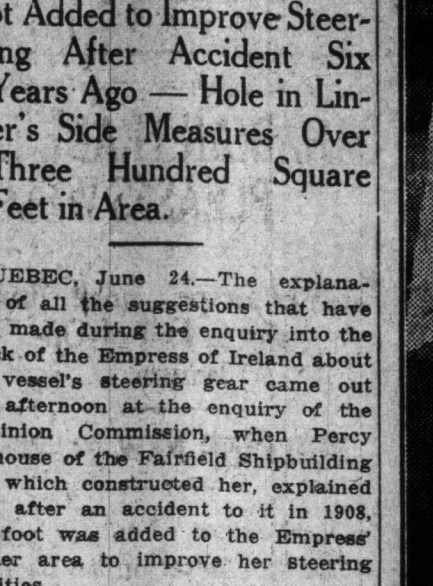 t Added to Improve Steer-
ng After Accident Six
Years Ago — Hole in Lin-
er's Side Measures Over
Three Hundred Square
Feet in Area.
UEBEC, June 24.—The explana-
of all the suggestions that have
made during the enquiry into the
k of the Empress of Ireland about
vessel's steering gear came out
afternoon at the enquiry of the
inion Commission, when Percy
house of the Fairfield Shipbuilding
which constructed her, explained
after an accident to it in 1908,
foot was added to the Empress'
er area to improve her steering
ities.